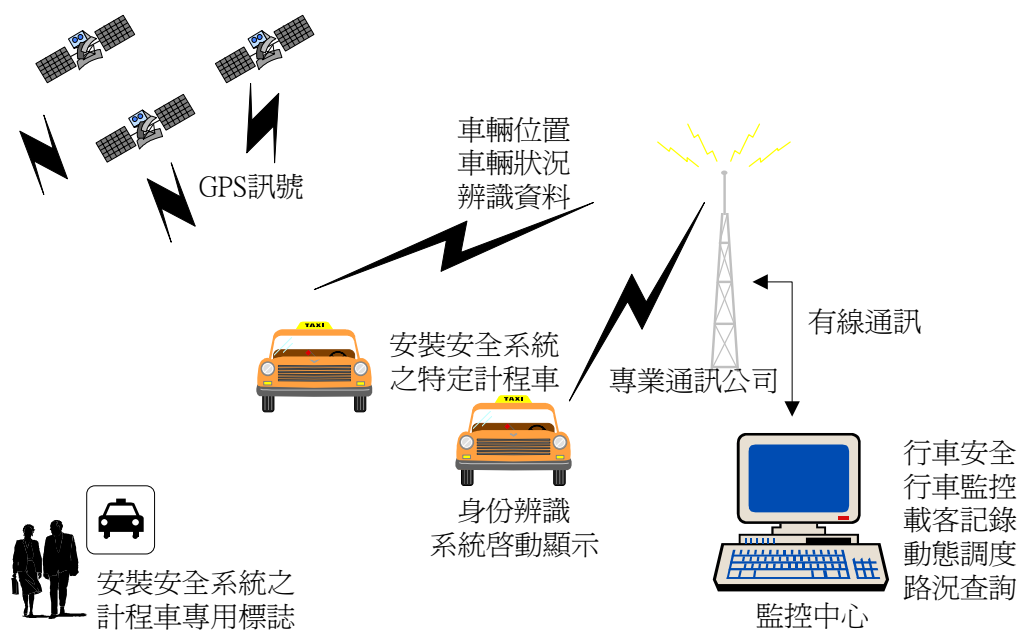 車輛位置
車輛狀況
辨識資料
GPS訊號
有線通訊
TAXI
安裝安全系統
之特定計程車
專業通訊公司
TAXI
身份辨識
系統啓動顯示
行車安全
行車監控
載客記錄
動態調度
路況查詢
監控中心
安裝安全系統之
計程車專用標誌